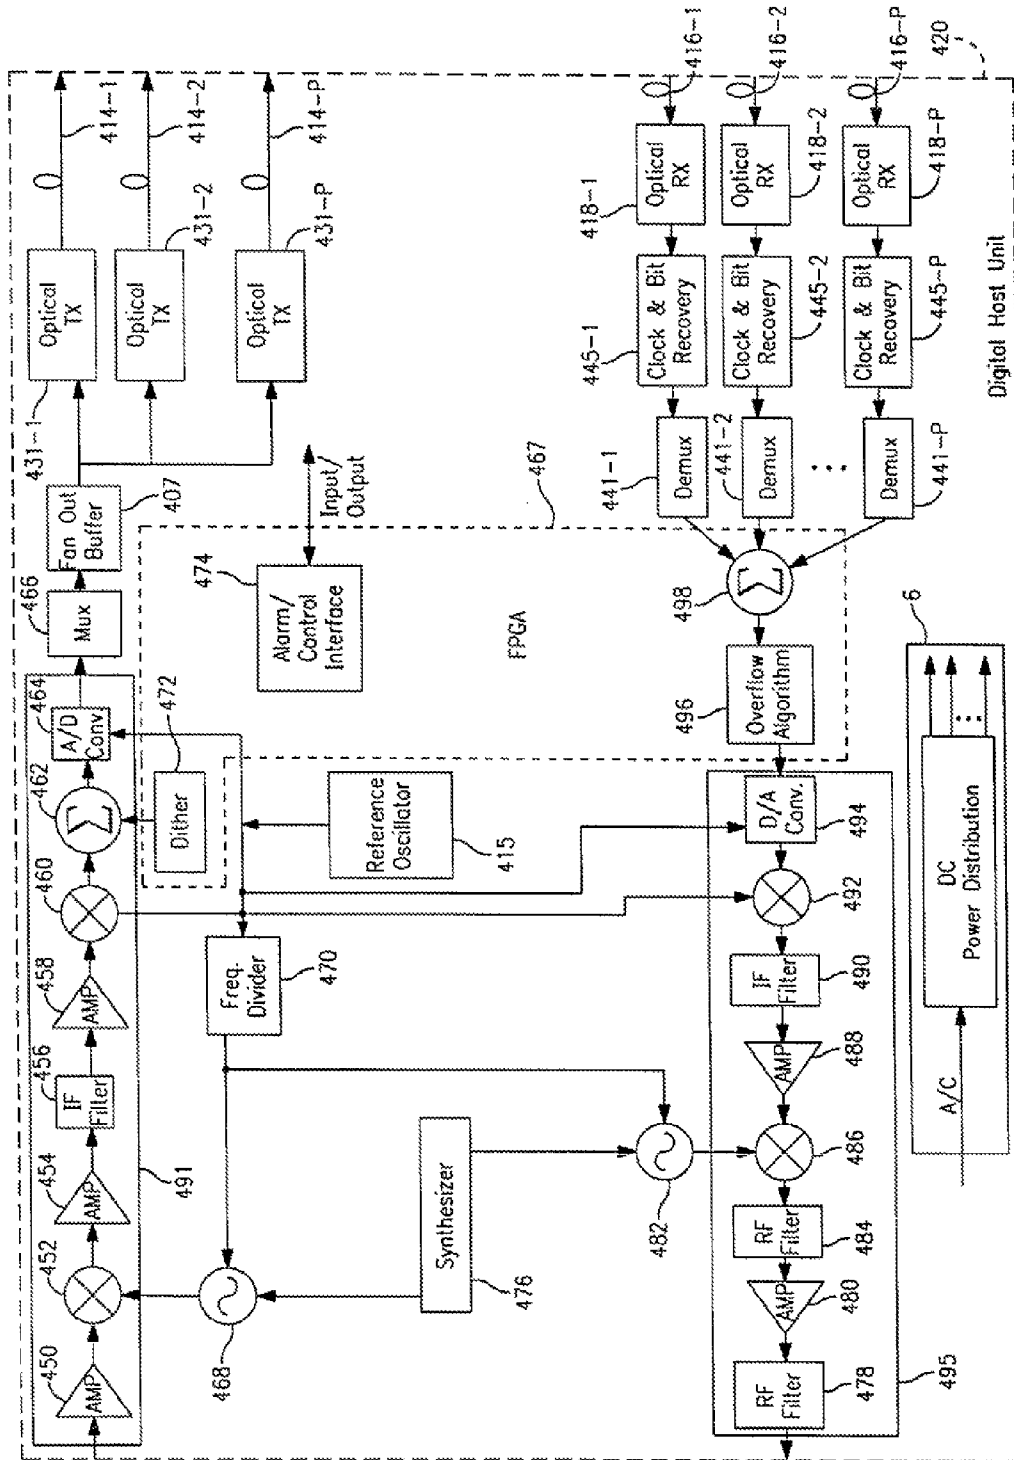 450
AMP
452
454
AMP
456
IF
Filter
458
AMP
460
462
464
A/D
Conv
466
Mux
Fan Out
Buffer
407
491
431-1
Optical
TX
414-1
Optical
TX
431-2
414-2
Optical
TX
431-P
414-P
468
Freq.
Divider
470
Dither
472
Reference
Oscillator
415
474
Alarm/
Control
Interface
Input/
Output
467
FPGA
Synthesizer
476
482
RF
Filter
478
AMP
480
RF
Filter
484
486
AMP
488
IF
Filter
490
492
D/A
Conv.
494
495
Overflow
Algorithm
496
498
441-1
Demux
441-2
Demux
Demux
441-P
445-1
Clock & Bit
Recovery
Clock & Bit
Recovery
445-2
Clock & Bit
Recovery
445-P
418-1
Optical
RX
Optical
RX
418-2
Optical
RX
418-P
416-1
416-2
416-P
420
A/C
DC
Power Distribution
6
Digital Host Unit